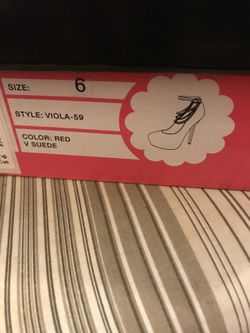 SIZE: 6
STYLE: VIOLA-59
COLOR: RED
V SUEDE